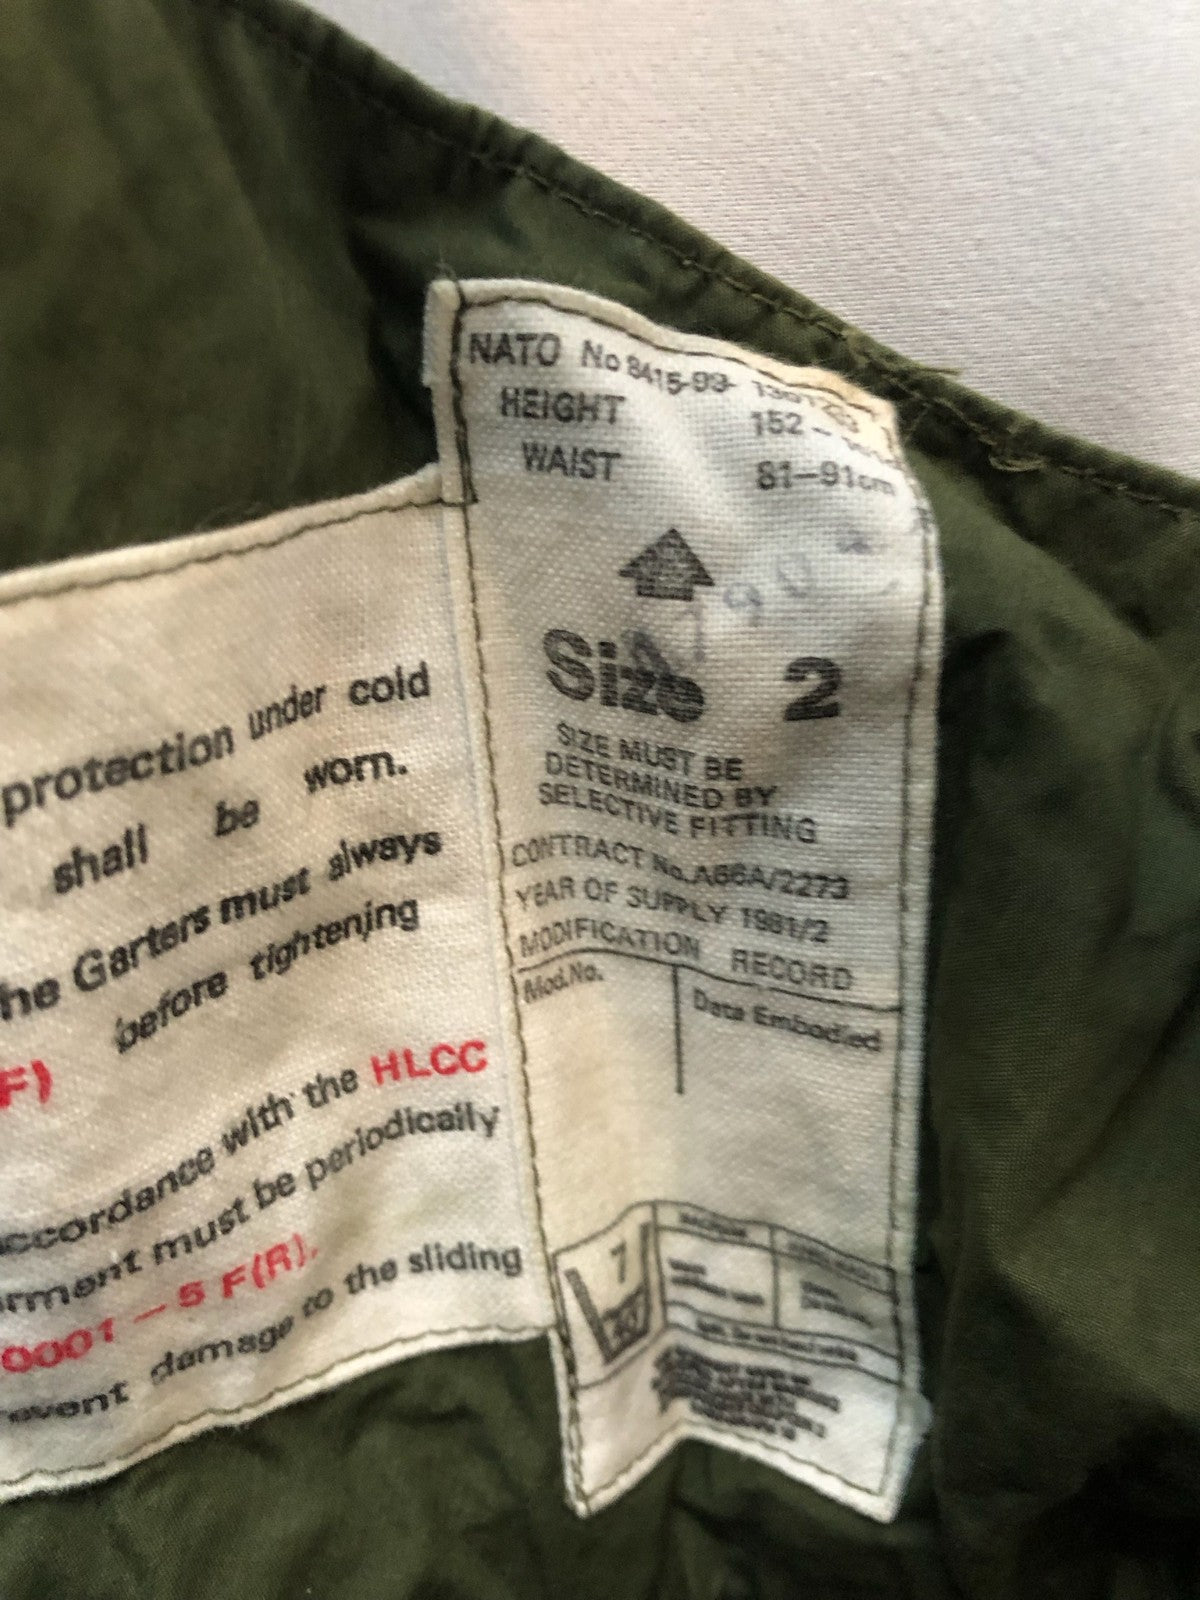 protection under cold
shall be worn.
he Garters must always
before tightening
F)
ccordance with the HLCC
rment must be periodically
0001 - 5 F(R).
event damage to the sliding
NATO No 8415-99-
HEIGHT 152 -
WAIST 81-91cm
Size 2
SIZE MUST BE
DETERMINED BY
SELECTIVE FITTING
CONTRACT No. A66A/2273
YEAR OF SUPPLY 1981/2
MODIFICATION RECORD
Mod.No. Date Embodied
7